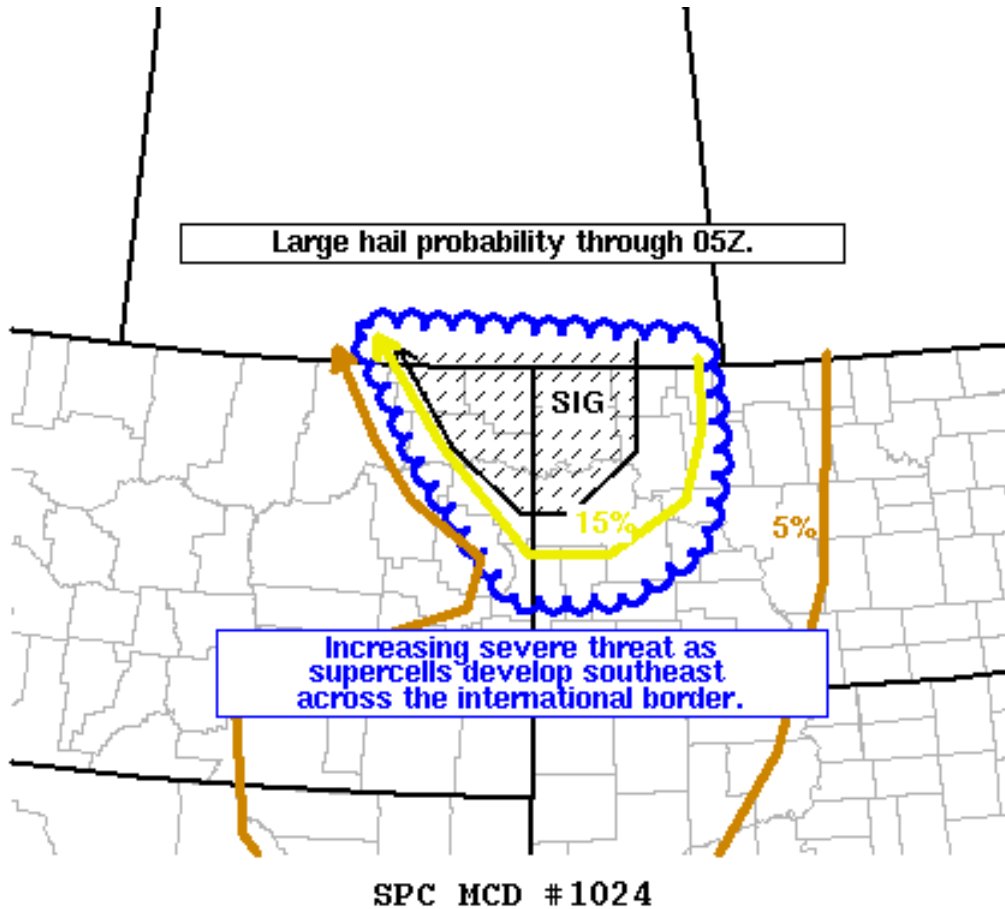 Large hail probability through 05Z.
SIG
15%
5%
Increasing severe threat as
supercells develop southeast
across the international border.
SPC MCD #1024